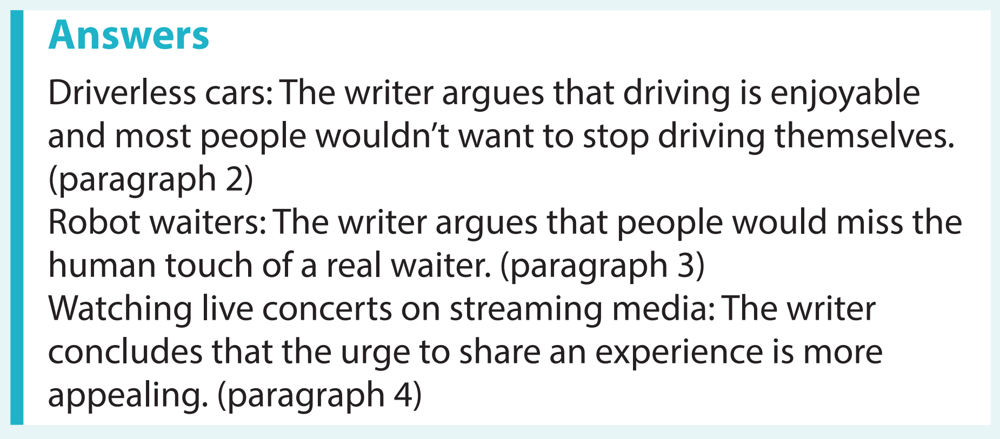 Answers
Driverless cars: The writer argues that driving is enjoyable
and most people wouldn’t want to stop driving themselves.
(paragraph 2)
Robot waiters: The writer argues that people would miss the
human touch of a real waiter. (paragraph 3)
Watching live concerts on streaming media: The writer
concludes that the urge to share an experience is more
appealing. (paragraph 4)